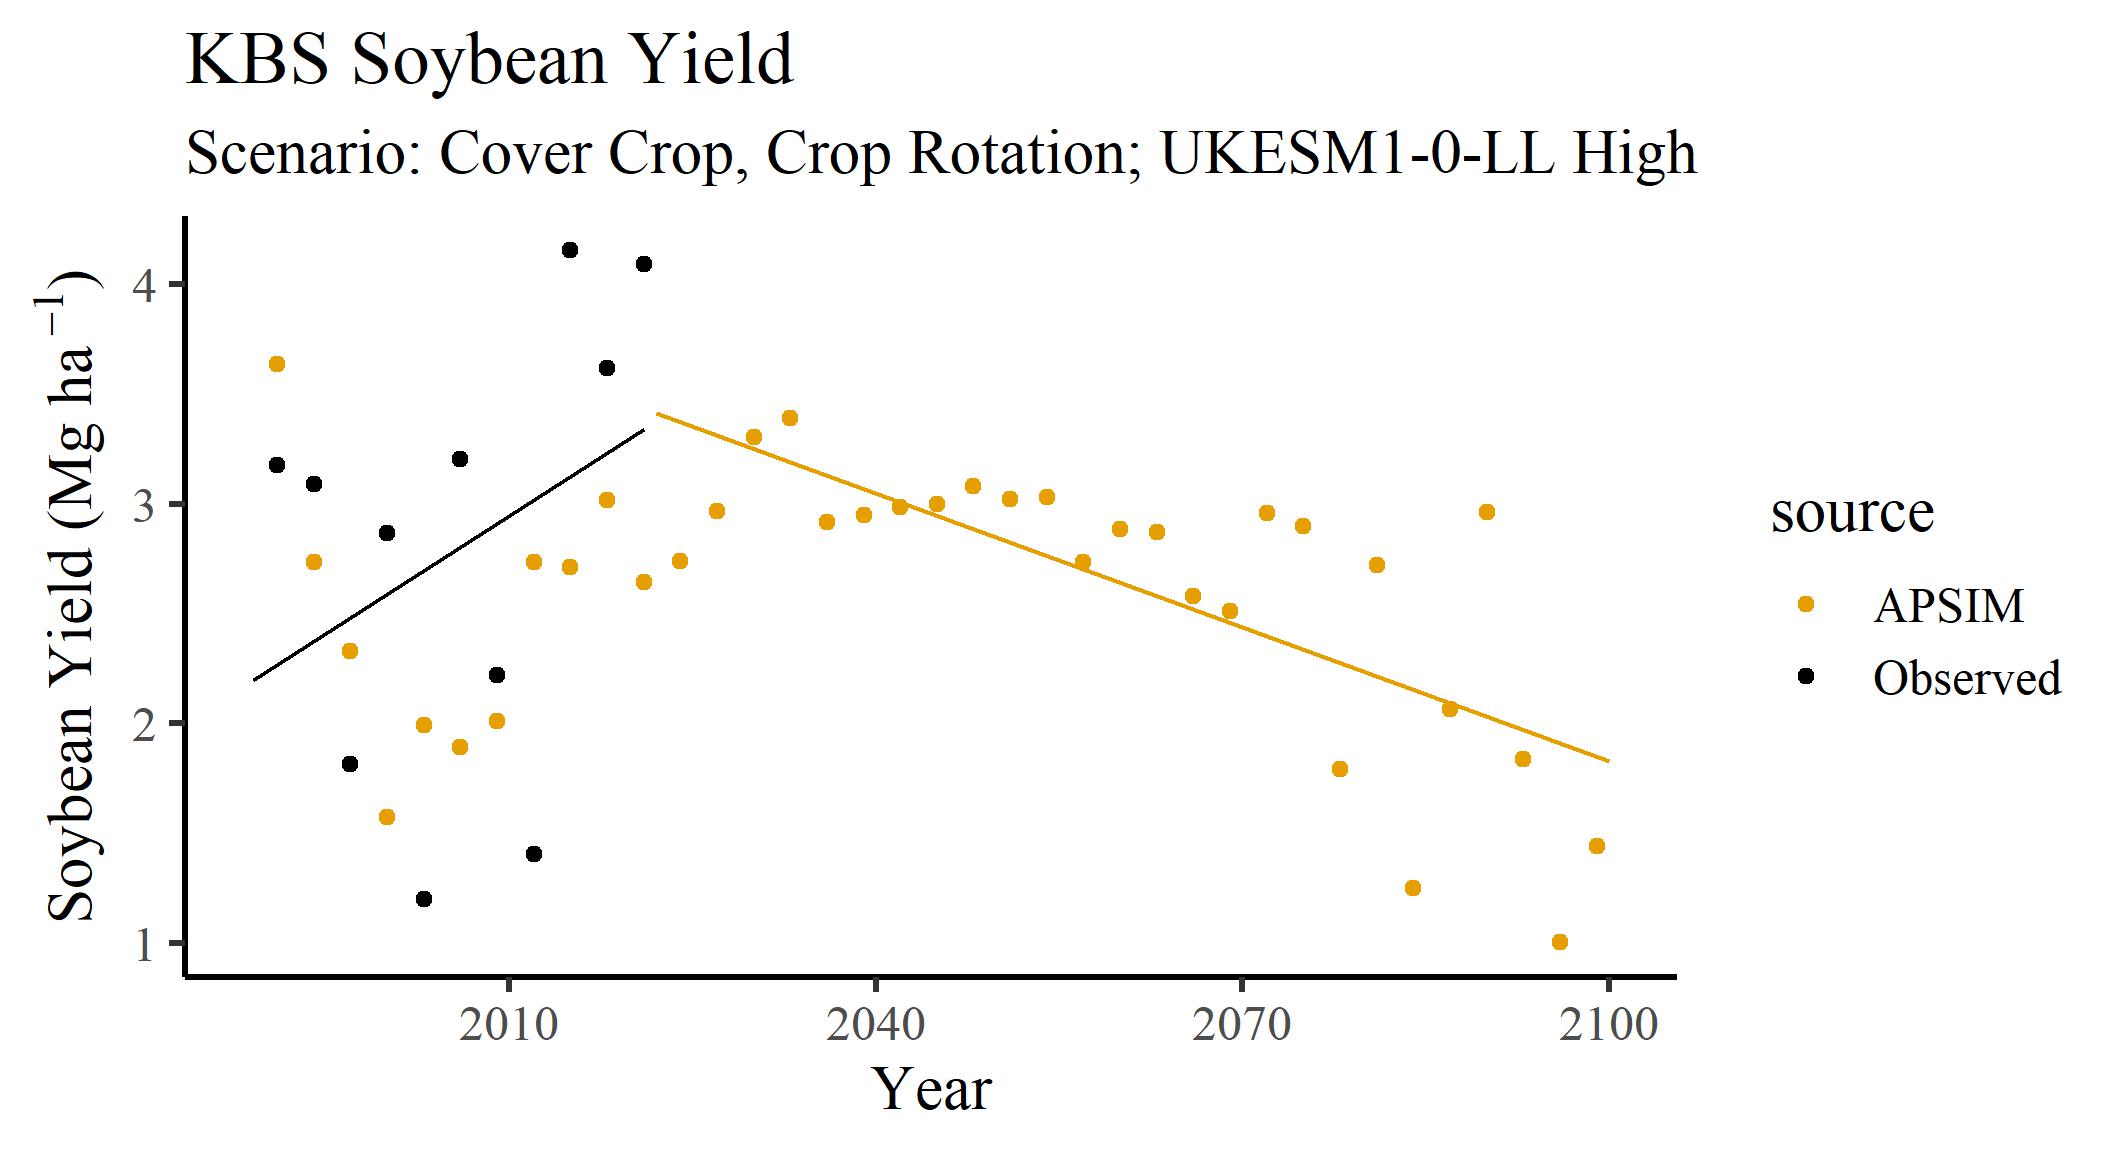 KBS Soybean Yield
Scenario: Cover Crop, Crop Rotation; UKESM1-0-LL High
Soybean Yield (Mg ha⁻¹)
4
3
2
1
2010 2040 2070 2100
Year
source
APSIM
Observed